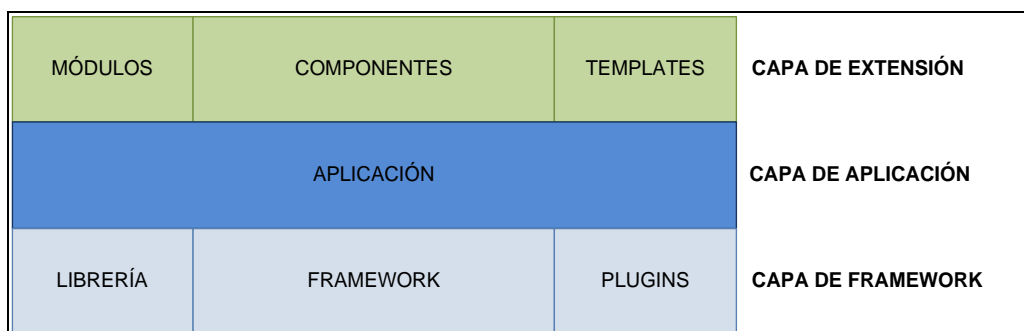 MÓDULOS COMPONENTES TEMPLATES CAPA DE EXTENSIÓN
APLICACIÓN CAPA DE APLICACIÓN
LIBRERÍA FRAMEWORK PLUGINS CAPA DE FRAMEWORK